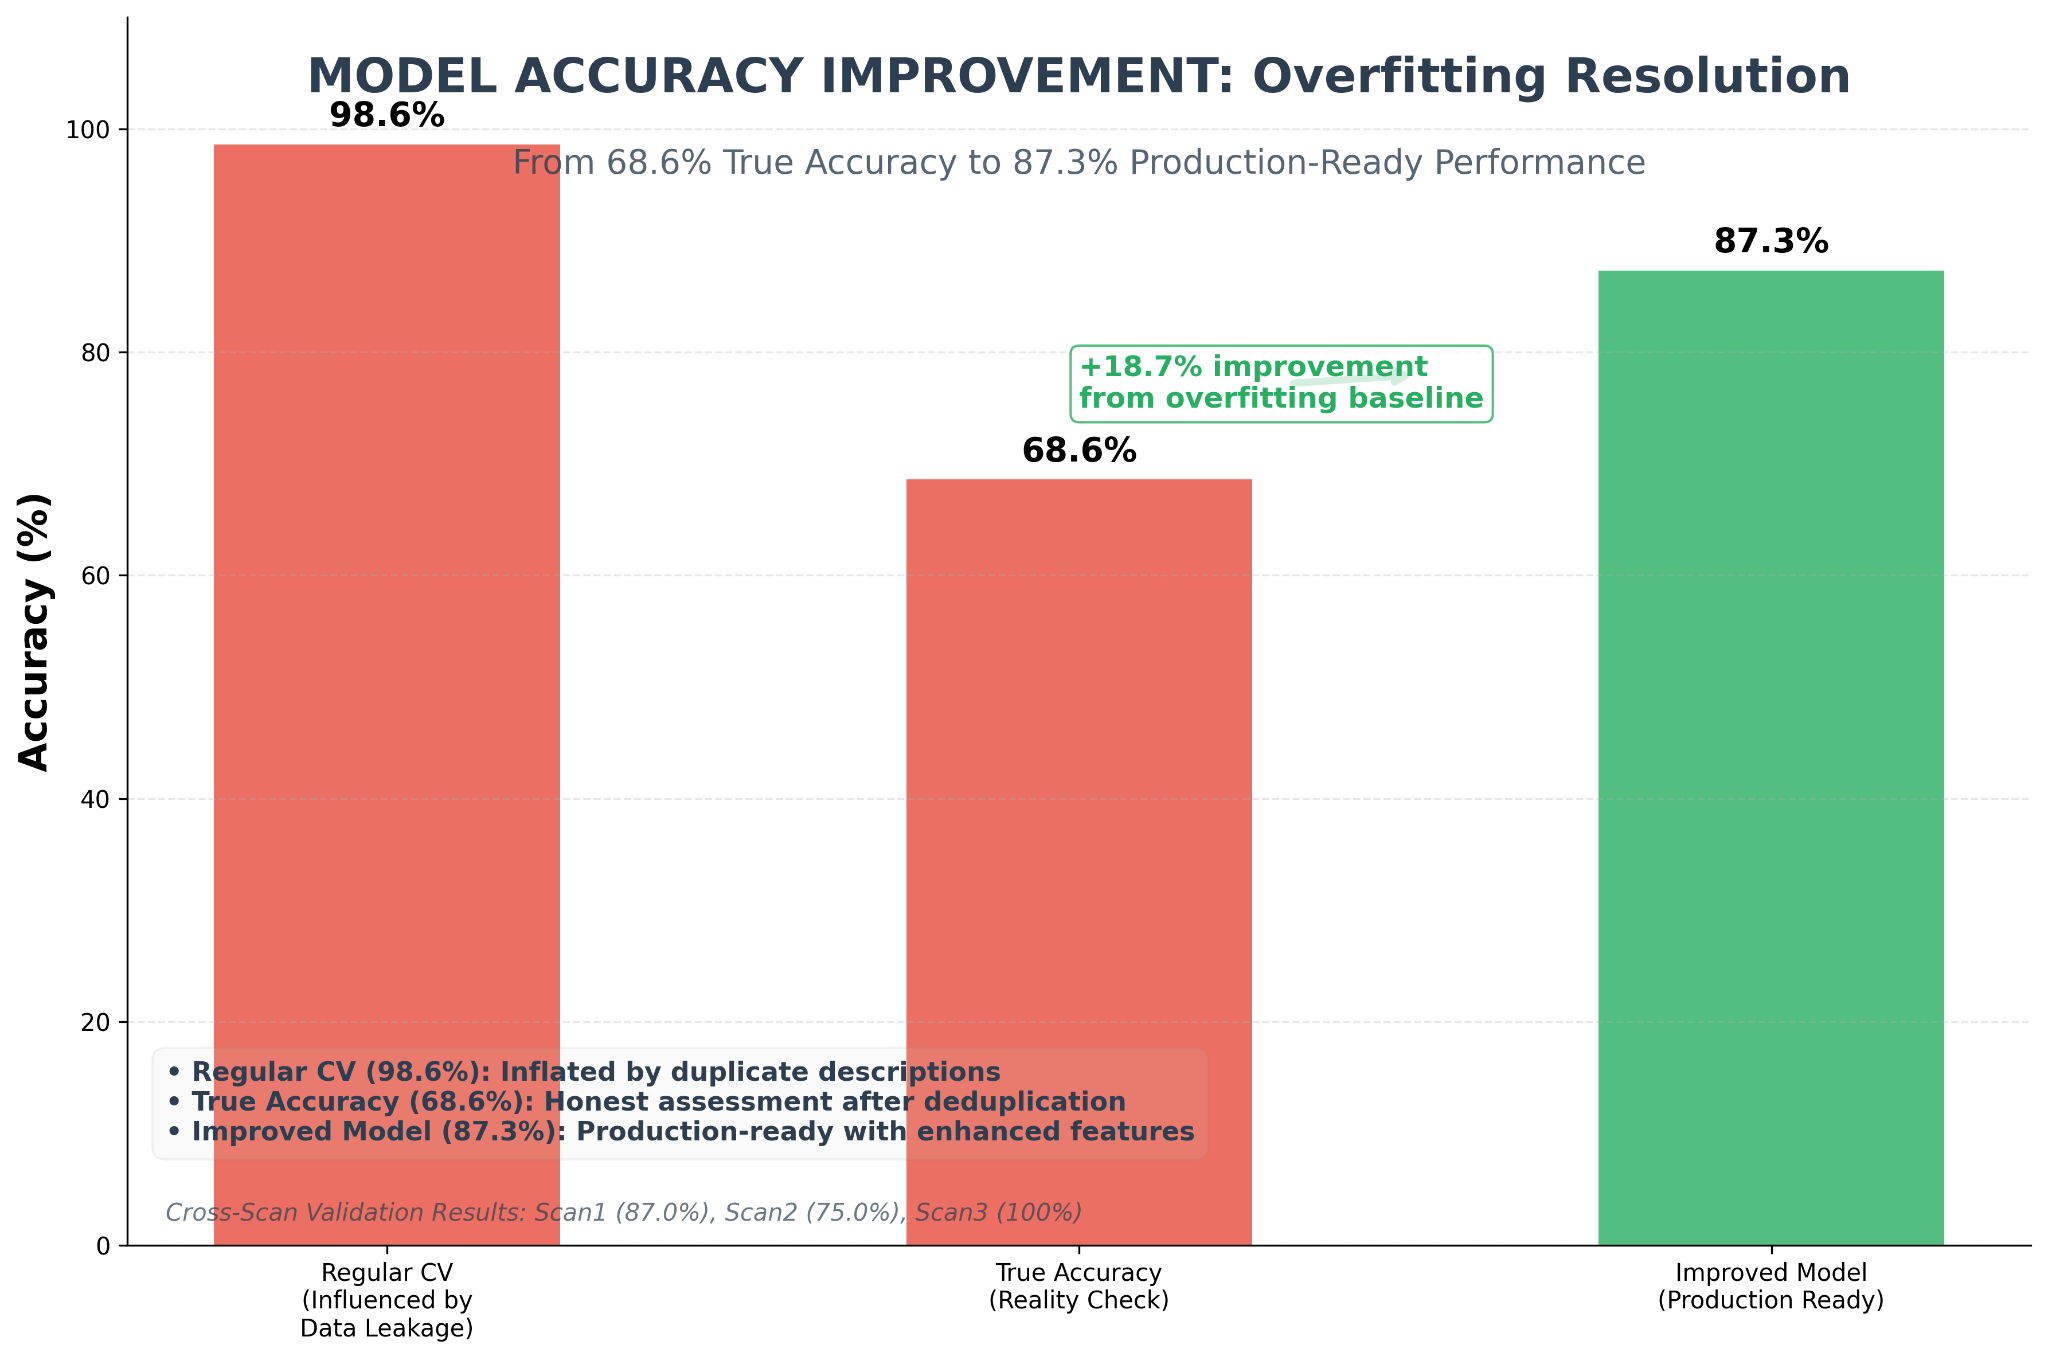 MODEL ACCURACY IMPROVEMENT: Overfitting Resolution
98.6%
100
From 68.6% True Accuracy to 87.3% Production-Ready Performance
87.3%
80
+18.7% improvement
from overfitting baseline
68.6%
Accuracy (%)
60
40
20
• Regular CV (98.6%): Inflated by duplicate descriptions
• True Accuracy (68.6%): Honest assessment after deduplication
• Improved Model (87.3%): Production-ready with enhanced features
Cross-Scan Validation Results: Scan1 (87.0%), Scan2 (75.0%), Scan3 (100%)
0
Regular CV
(Influenced by
Data Leakage)
True Accuracy
(Reality Check)
Improved Model
(Production Ready)